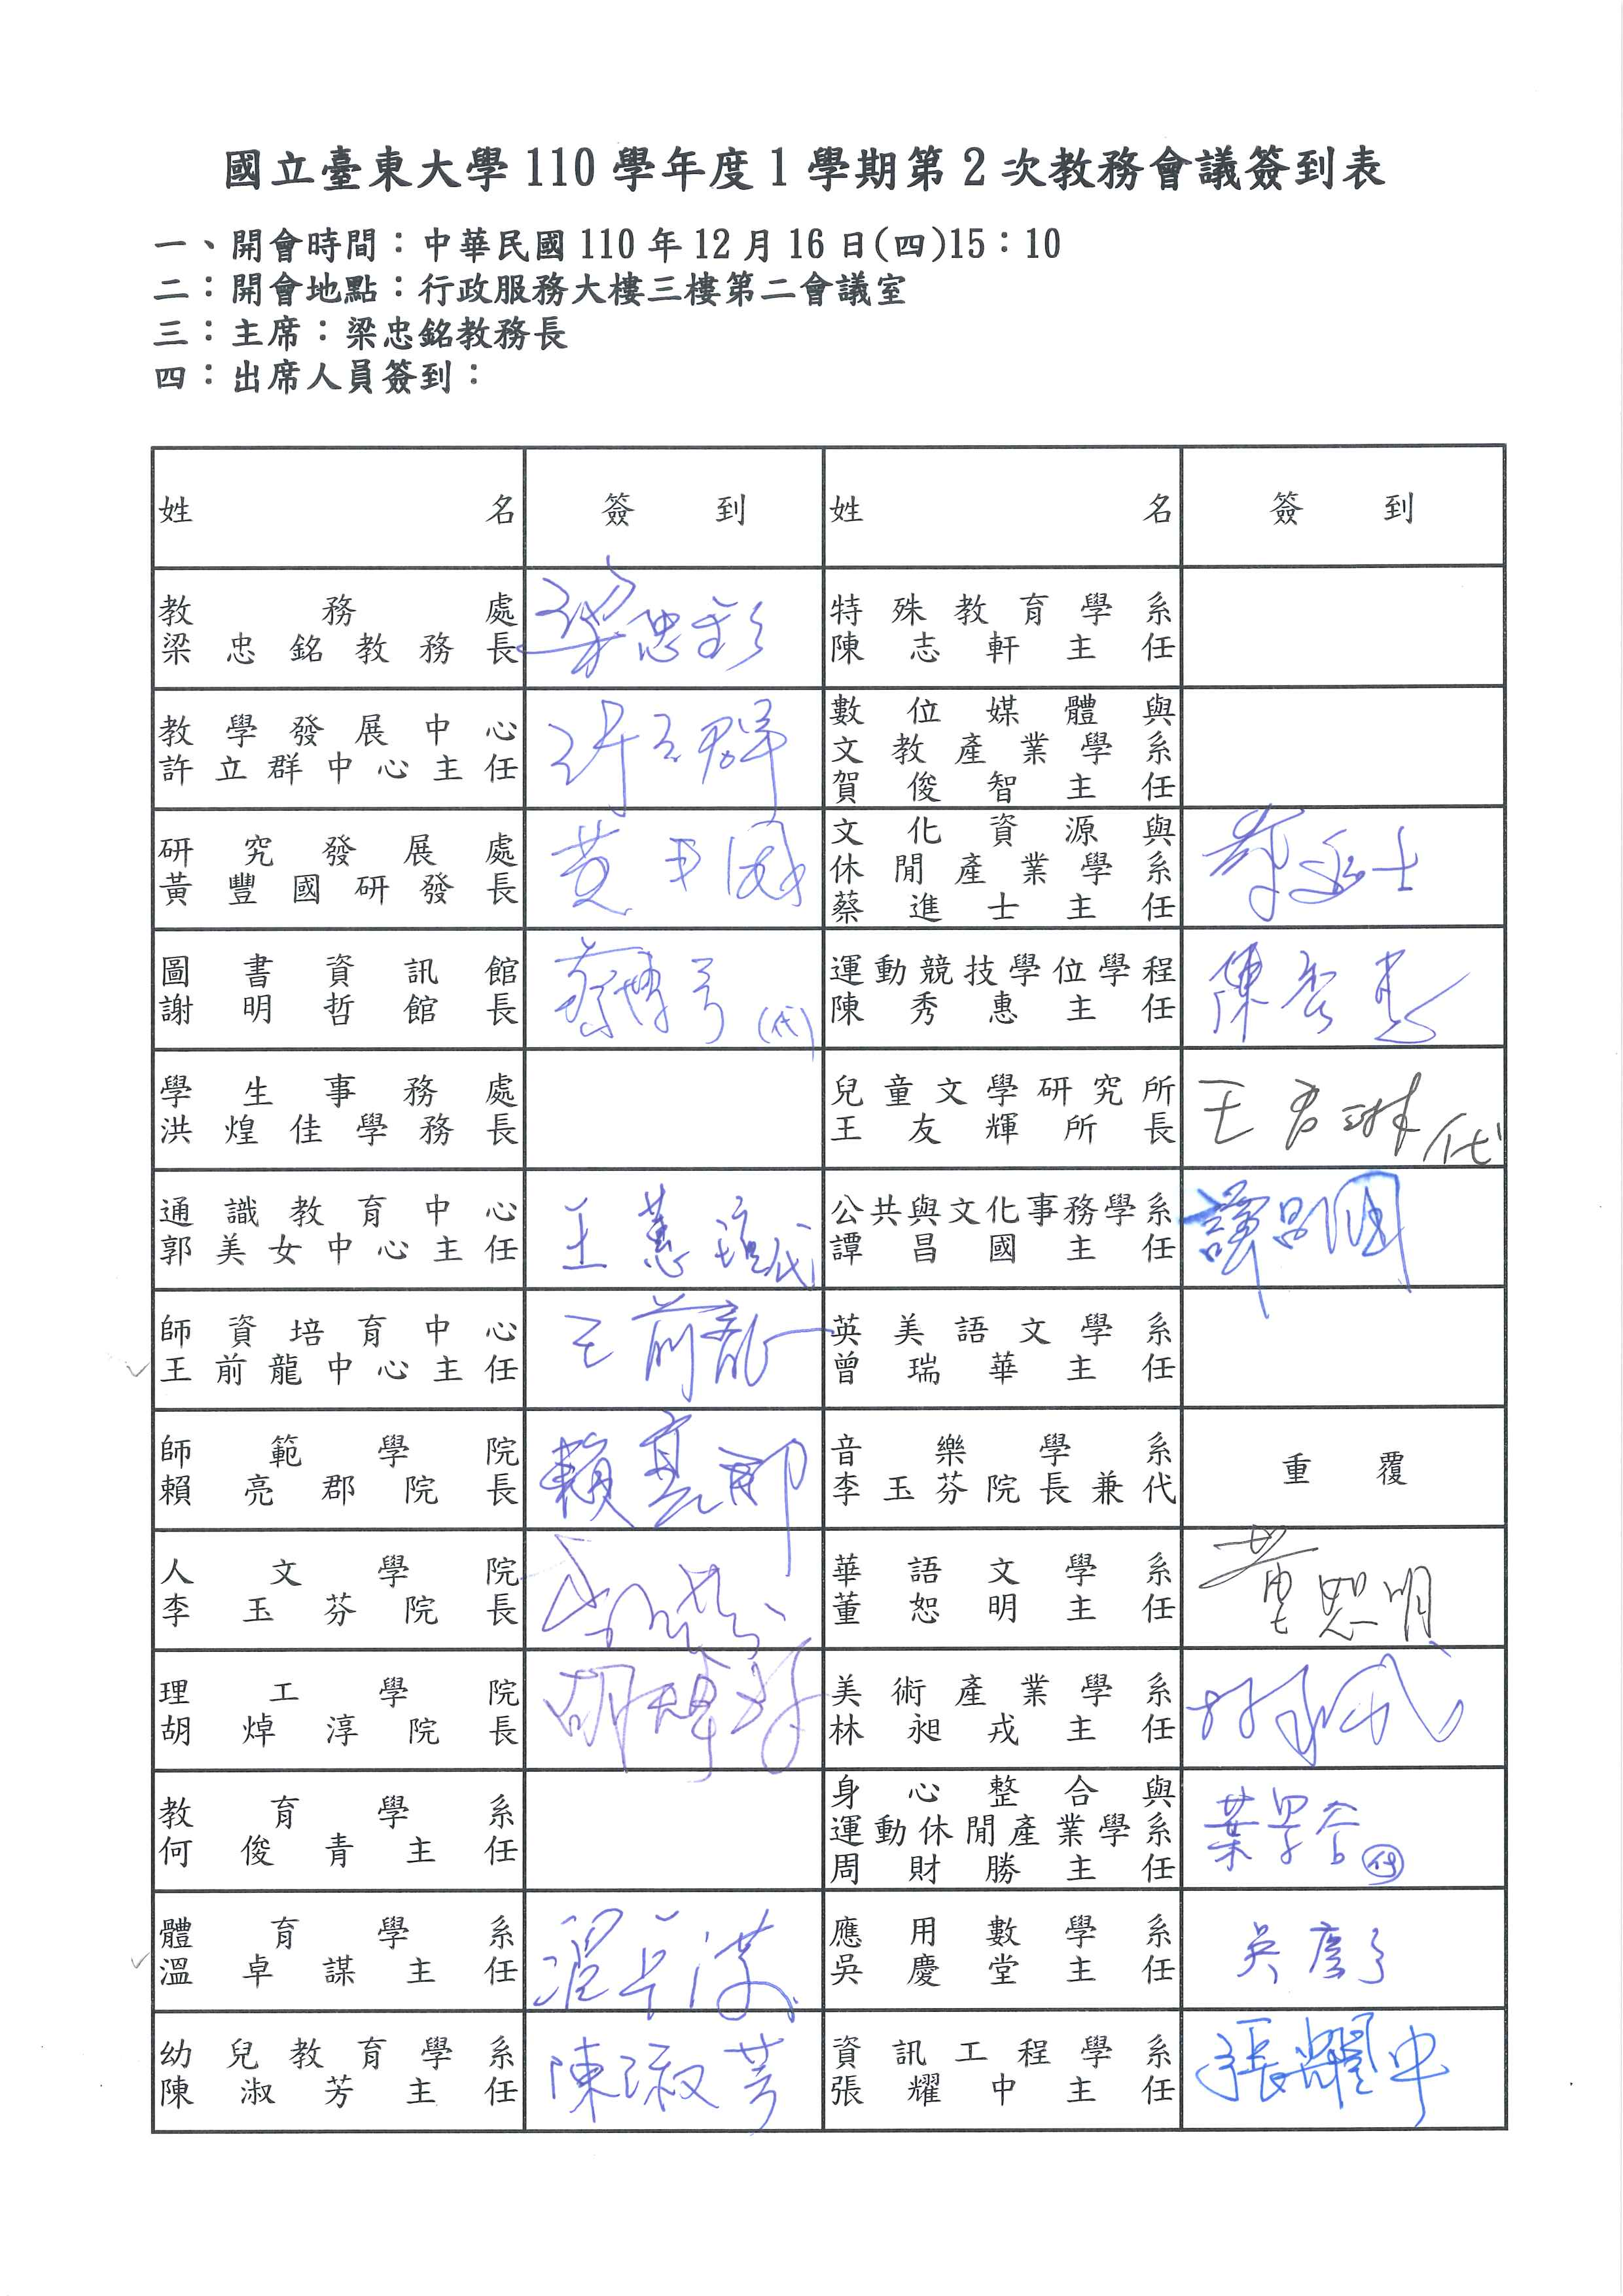 國立臺東大學110學年度1學期第2次教務會議簽到表
一、開會時間：中華民國110年12月16日(四)15：10
二：開會地點：行政服務大樓三樓第二會議室
三：主席：梁忠銘教務長
四：出席人員簽到：
姓名 簽到 姓名 簽到
教務處
梁忠銘教務長
梁忠銘
特殊教育學系
陳志軒主任
教學發展中心
許立群中心主任
許立群
數位媒體與
文教產業學系
賀俊智主任
研究發展處
黃豐國研發長
黃丰國
文化資源與
休閒產業學系
蔡進士主任
蔡進士
圖書資訊館
謝明哲館長
(代)
運動競技學位學程
陳秀惠主任
陳秀惠
學生事務處
洪煌佳學務長
兒童文學研究所
王友輝所長
王君琳代
通識教育中心
郭美女中心主任
王蕙瑄代
公共與文化事務學系
譚昌國主任
譚昌國
師資培育中心
王前龍中心主任
王前龍
英美語文學系
曾瑞華主任
師範學院
賴亮郡院長
賴亮郡
音樂學系
李玉芬院長兼代
重覆
人文學院
李玉芬院長
李玉芬
華語文學系
董恕明主任
董恕明
理工學院
胡焯淳院長
胡焯淳
美術產業學系
林昶戎主任
林昶戎
教育學系
何俊青主任
身心整合與
運動休閒產業學系
周財勝主任
代
體育學系
溫卓謀主任
溫卓謀
應用數學系
吳慶堂主任
吳慶堂
幼兒教育學系
陳淑芳主任
陳淑芳
資訊工程學系
張耀中主任
張耀中